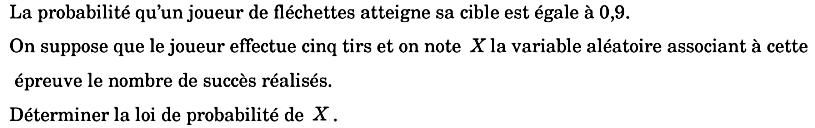 La probabilité qu'un joueur de fléchettes atteigne sa cible est égale à 0,9.
On suppose que le joueur effectue cinq tirs et on note X la variable aléatoire associant à cette
épreuve le nombre de succès réalisés.
Déterminer la loi de probabilité de X.